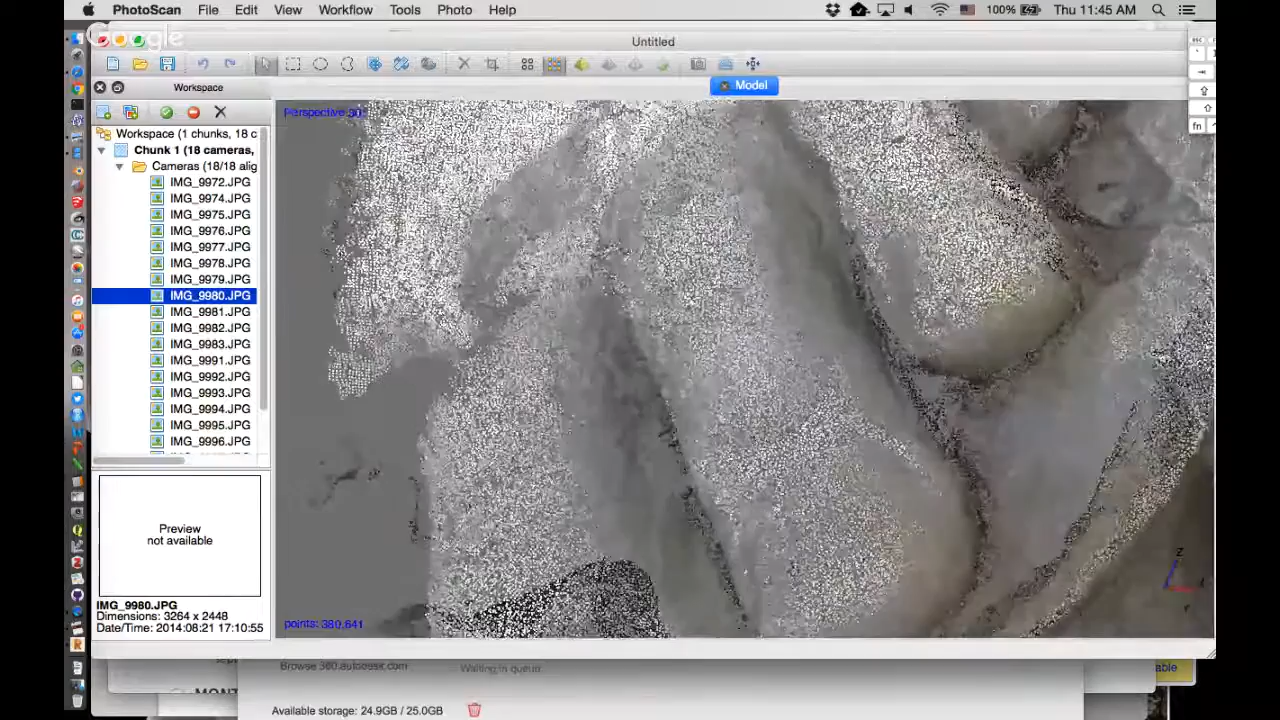 PhotoScan File Edit View Workflow Tools Photo Help 100% Thu 11:45 AM
Google
Untitled
Workspace
Model
Perspective 30°
Workspace (1 chunks, 18 c
Chunk 1 (18 cameras,
Cameras (18/18 alig
IMG_9972.JPG
IMG_9974.JPG
IMG_9975.JPG
IMG_9976.JPG
IMG_9977.JPG
IMG_9978.JPG
IMG_9979.JPG
IMG_9980.JPG
IMG_9981.JPG
IMG_9982.JPG
IMG_9983.JPG
IMG_9991.JPG
IMG_9992.JPG
IMG_9993.JPG
IMG_9994.JPG
IMG_9995.JPG
IMG_9996.JPG
Preview
not available
IMG_9980.JPG
Dimensions: 3264 x 2448
Date/Time: 2014:08:21 17:10:55
points: 380,641
Z
fn
Browse 360.autodesk.com Waiting in queue
able
MONT
Available storage: 24.9GB / 25.0GB